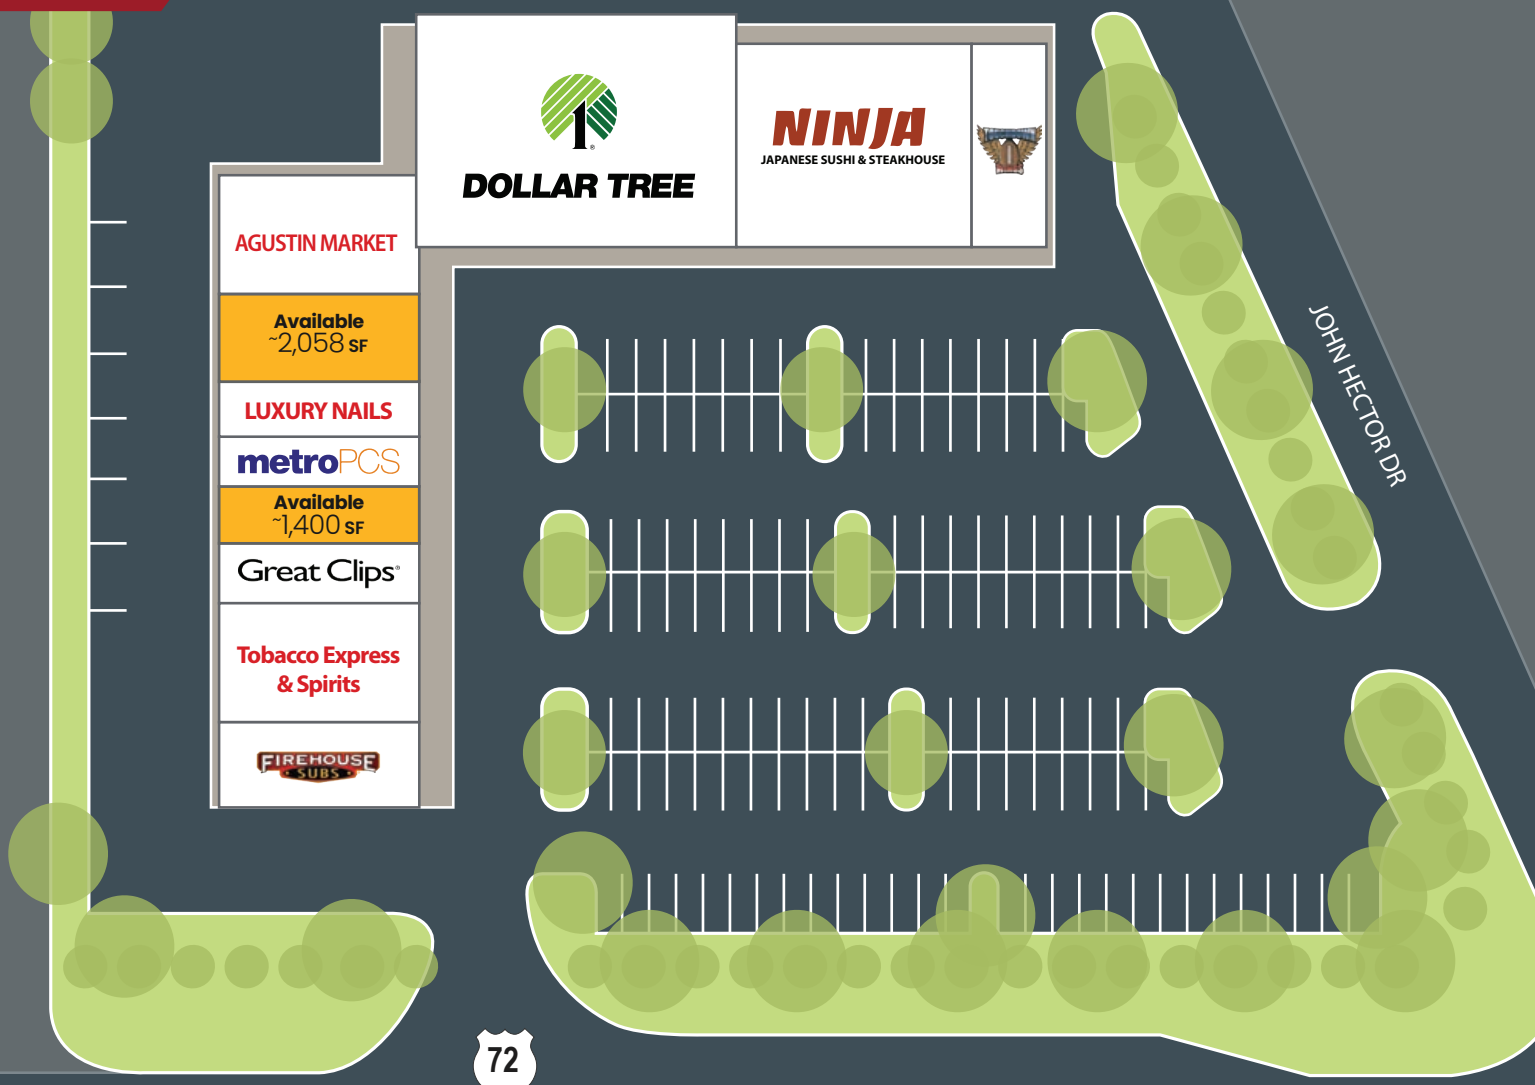 DOLLAR TREE
NINJA
JAPANESE SUSHI & STEAKHOUSE
AGUSTIN MARKET
Available
~2,058 SF
LUXURY NAILS
metroPCS
Available
~1,400 SF
Great Clips®
Tobacco Express
& Spirits
FIREHOUSE
SUBS
JOHN HECTOR DR
72